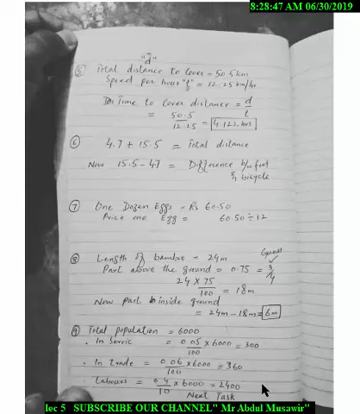 8:28:47 AM 06/30/2019
"d"
⑤ Total distance to cover = 50.5 km
Speed per hour "s" = 12.25 km/hr
Time to cover distance = d/s
= 50.5/12.25 = 4.122 hrs
⑥ 4.7 + 15.5 = Total distance
Now 15.5 - 4.7 = Difference b/w foot
& bicycle
⑦ One Dozen Eggs = Rs 60.50
Price one Egg = 60.50 ÷ 12
⑧ Length of bamboo = 24m
Part above the ground = 0.75 = 3/4
24 × 75/100 = 18m
Now part inside ground
= 24m - 18m = 6m
⑨ Total population = 6000
. In Servic = 0.05/100 × 6000 = 300
. In trade = 0.06/100 × 6000 = 360
Labours = 0.4/10 × 6000 = 2400
Next Task
lec 5 SUBSCRIBE OUR CHANNEL" Mr Abdul Musawir"